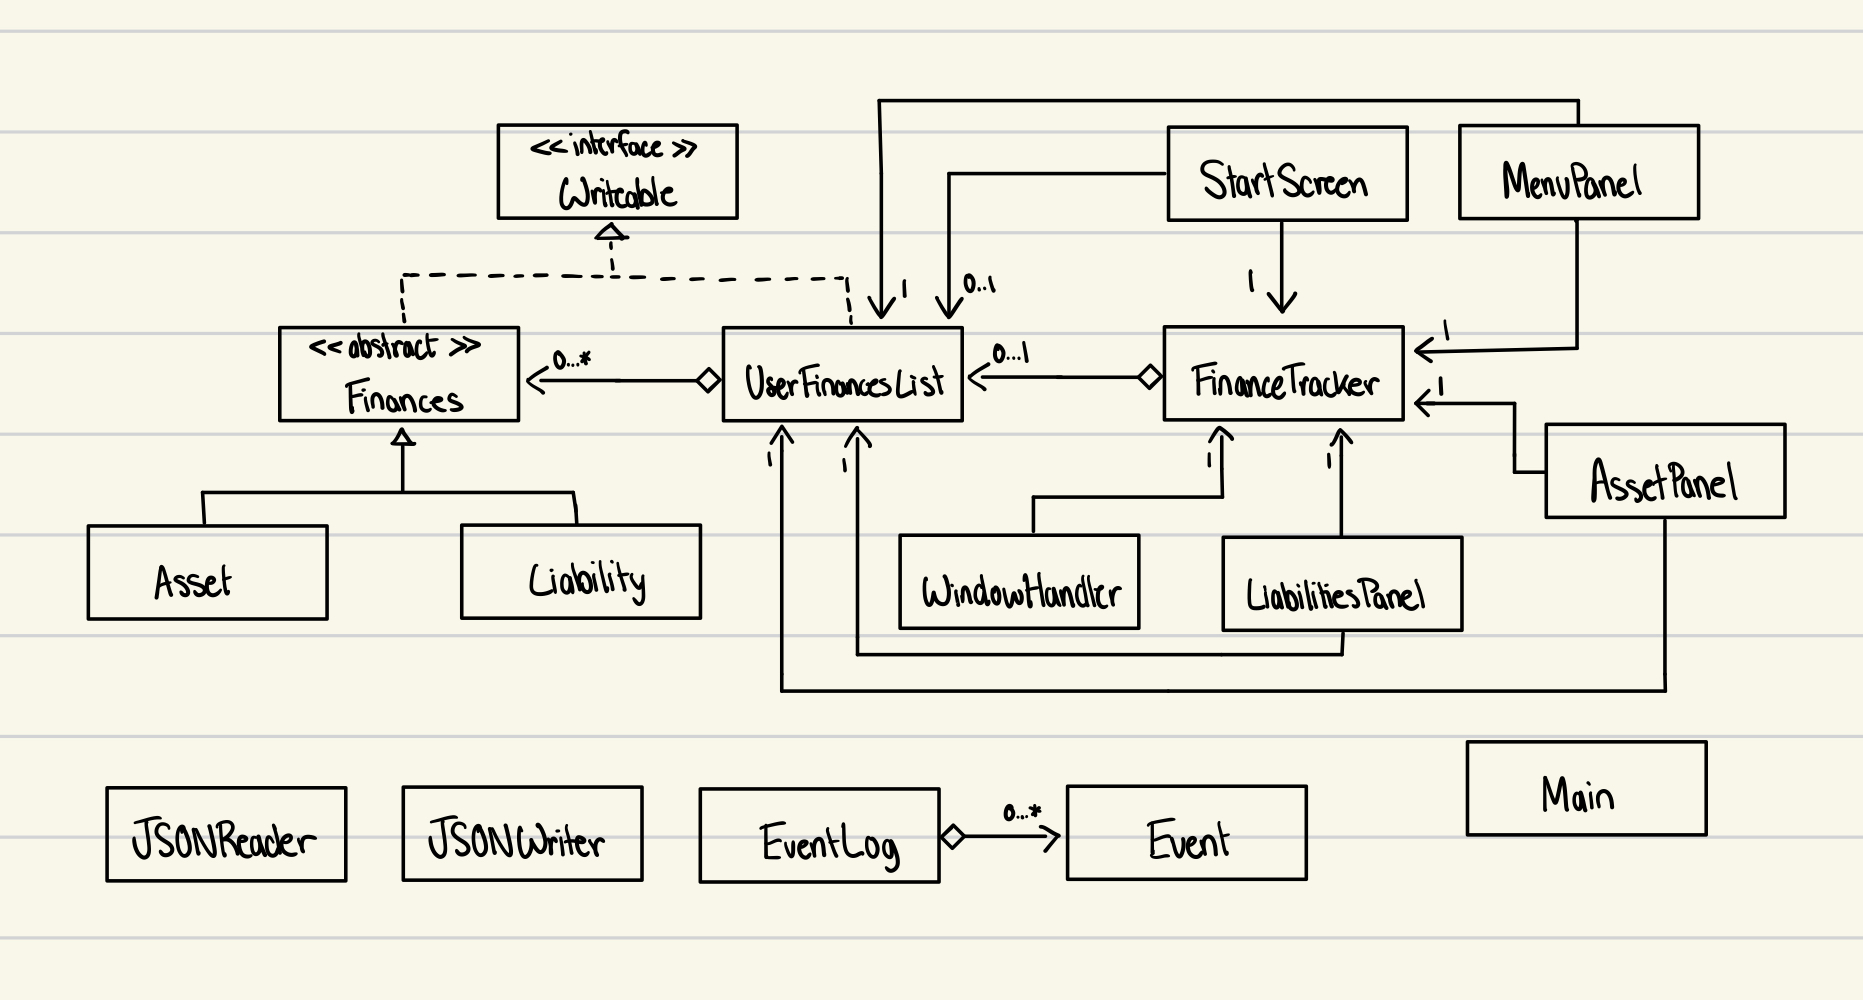 <<interface>>
Writeable
StartScreen
MenuPanel
1
0..1
1
<<abstract>>
Finances
0...*
UserFinancesList
0...1
FinanceTracker
1
1
1
1
1
1
AssetPanel
Asset
Liability
WindowHandler
LiabilitiesPanel
Main
JSONReader
JSONWriter
EventLog
0...*
Event